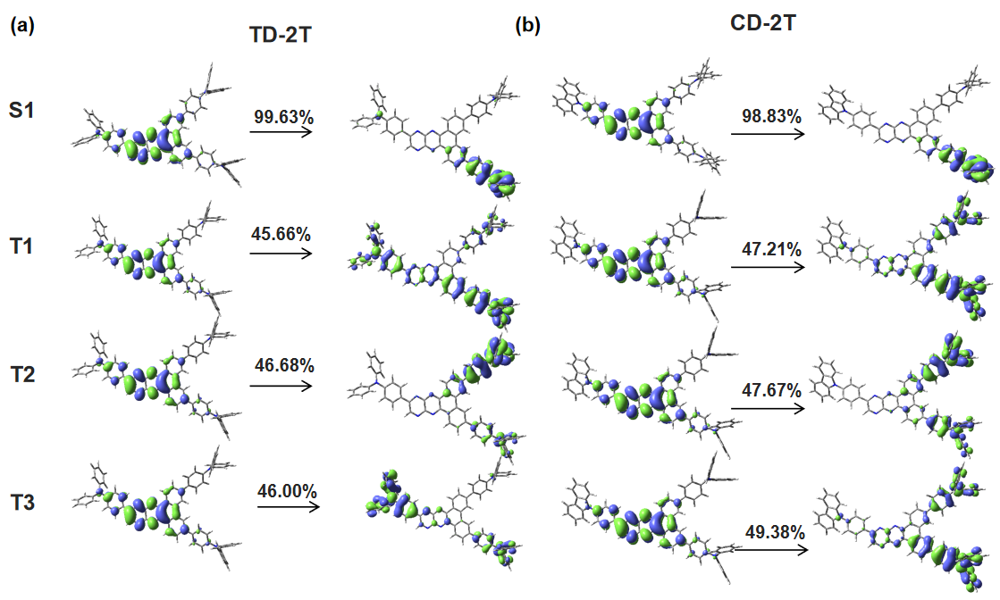 (a) TD-2T (b) CD-2T
S1 99.63% 98.83%
T1 45.66% 47.21%
T2 46.68% 47.67%
T3 46.00% 49.38%